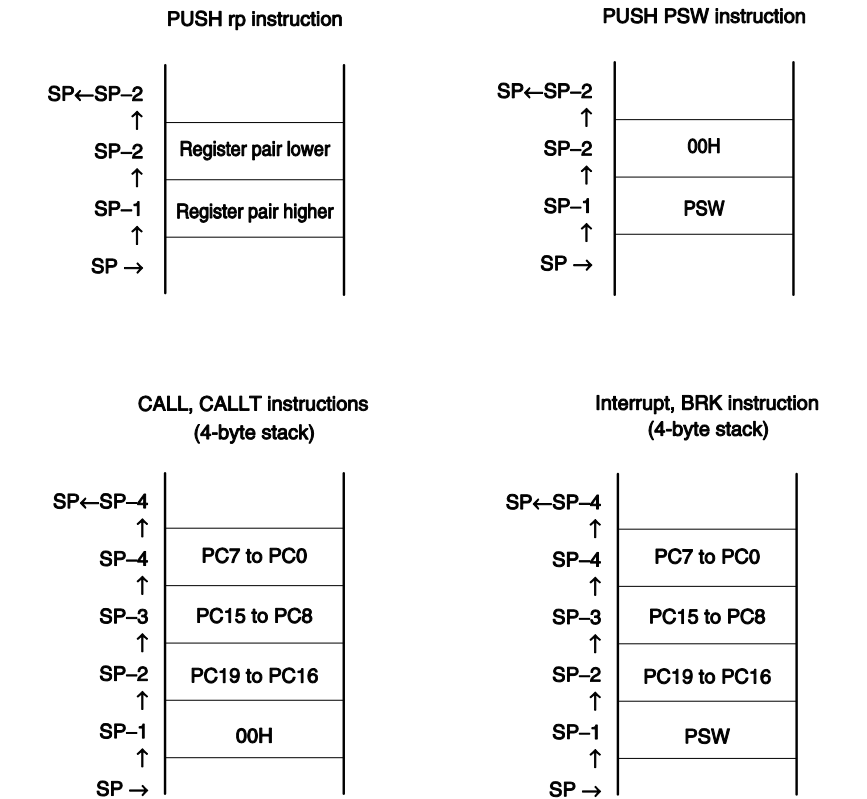 PUSH rp instruction
SP←SP–2
↑
SP–2 Register pair lower
↑
SP–1 Register pair higher
↑
SP →
PUSH PSW instruction
SP←SP–2
↑
SP–2 00H
↑
SP–1 PSW
↑
SP →
CALL, CALLT instructions
(4-byte stack)
SP←SP–4
↑
SP–4 PC7 to PC0
↑
SP–3 PC15 to PC8
↑
SP–2 PC19 to PC16
↑
SP–1 00H
↑
SP →
Interrupt, BRK instruction
(4-byte stack)
SP←SP–4
↑
SP–4 PC7 to PC0
↑
SP–3 PC15 to PC8
↑
SP–2 PC19 to PC16
↑
SP–1 PSW
↑
SP →